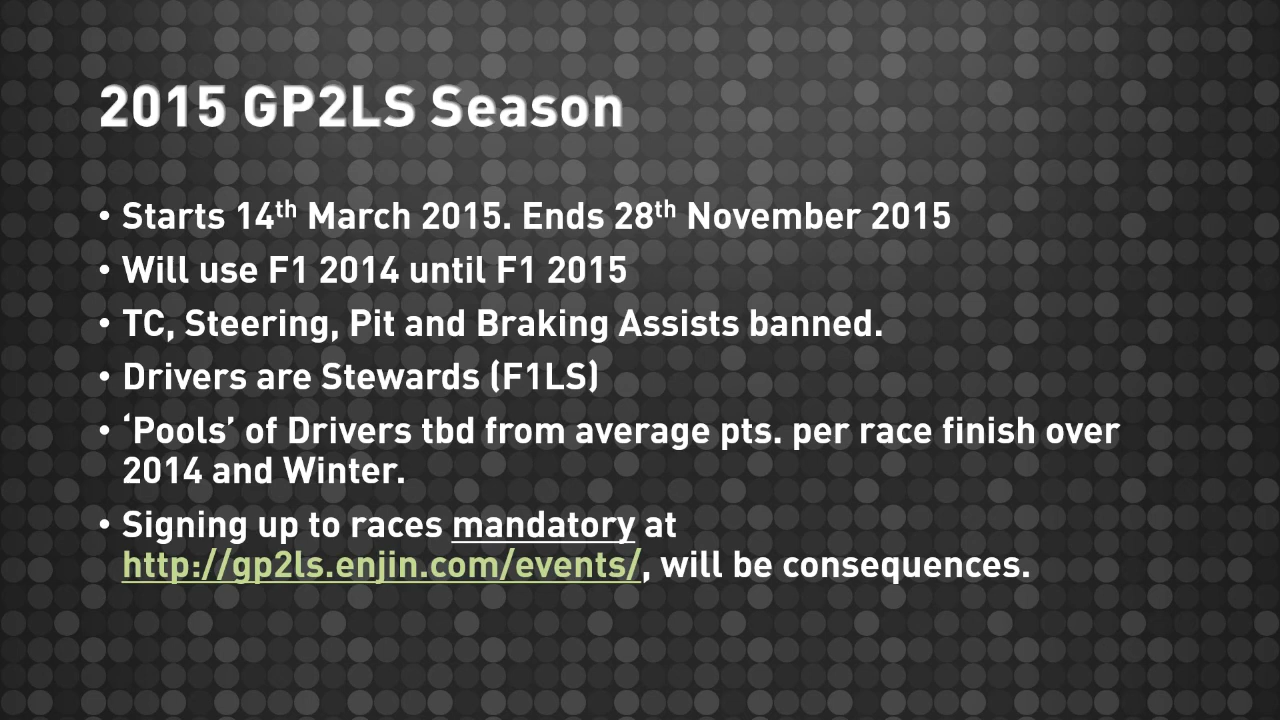 2015 GP2LS Season
• Starts 14th March 2015. Ends 28th November 2015
• Will use F1 2014 until F1 2015
• TC, Steering, Pit and Braking Assists banned.
• Drivers are Stewards (F1LS)
• ‘Pools’ of Drivers tbd from average pts. per race finish over
2014 and Winter.
• Signing up to races mandatory at
http://gp2ls.enjin.com/events/, will be consequences.